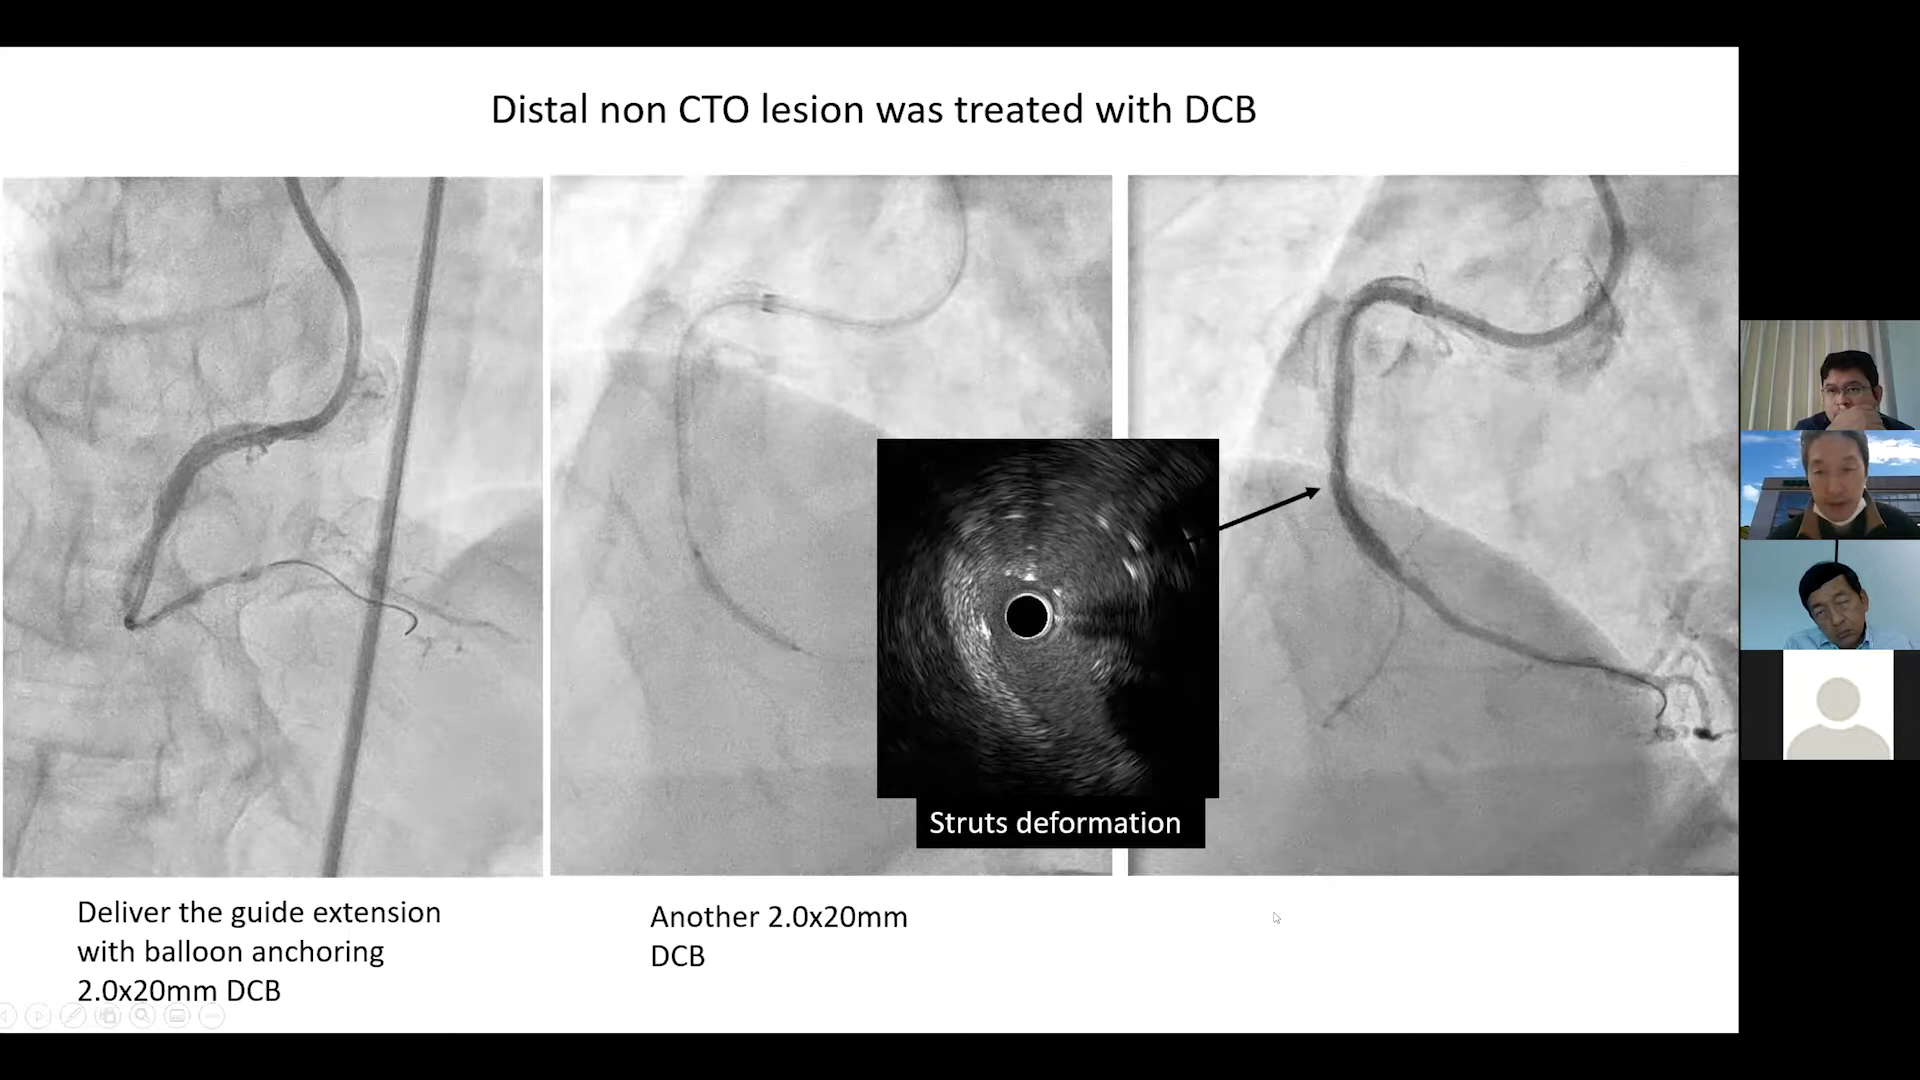 Distal non CTO lesion was treated with DCB
Struts deformation
Deliver the guide extension
with balloon anchoring
2.0x20mm DCB
Another 2.0x20mm
DCB